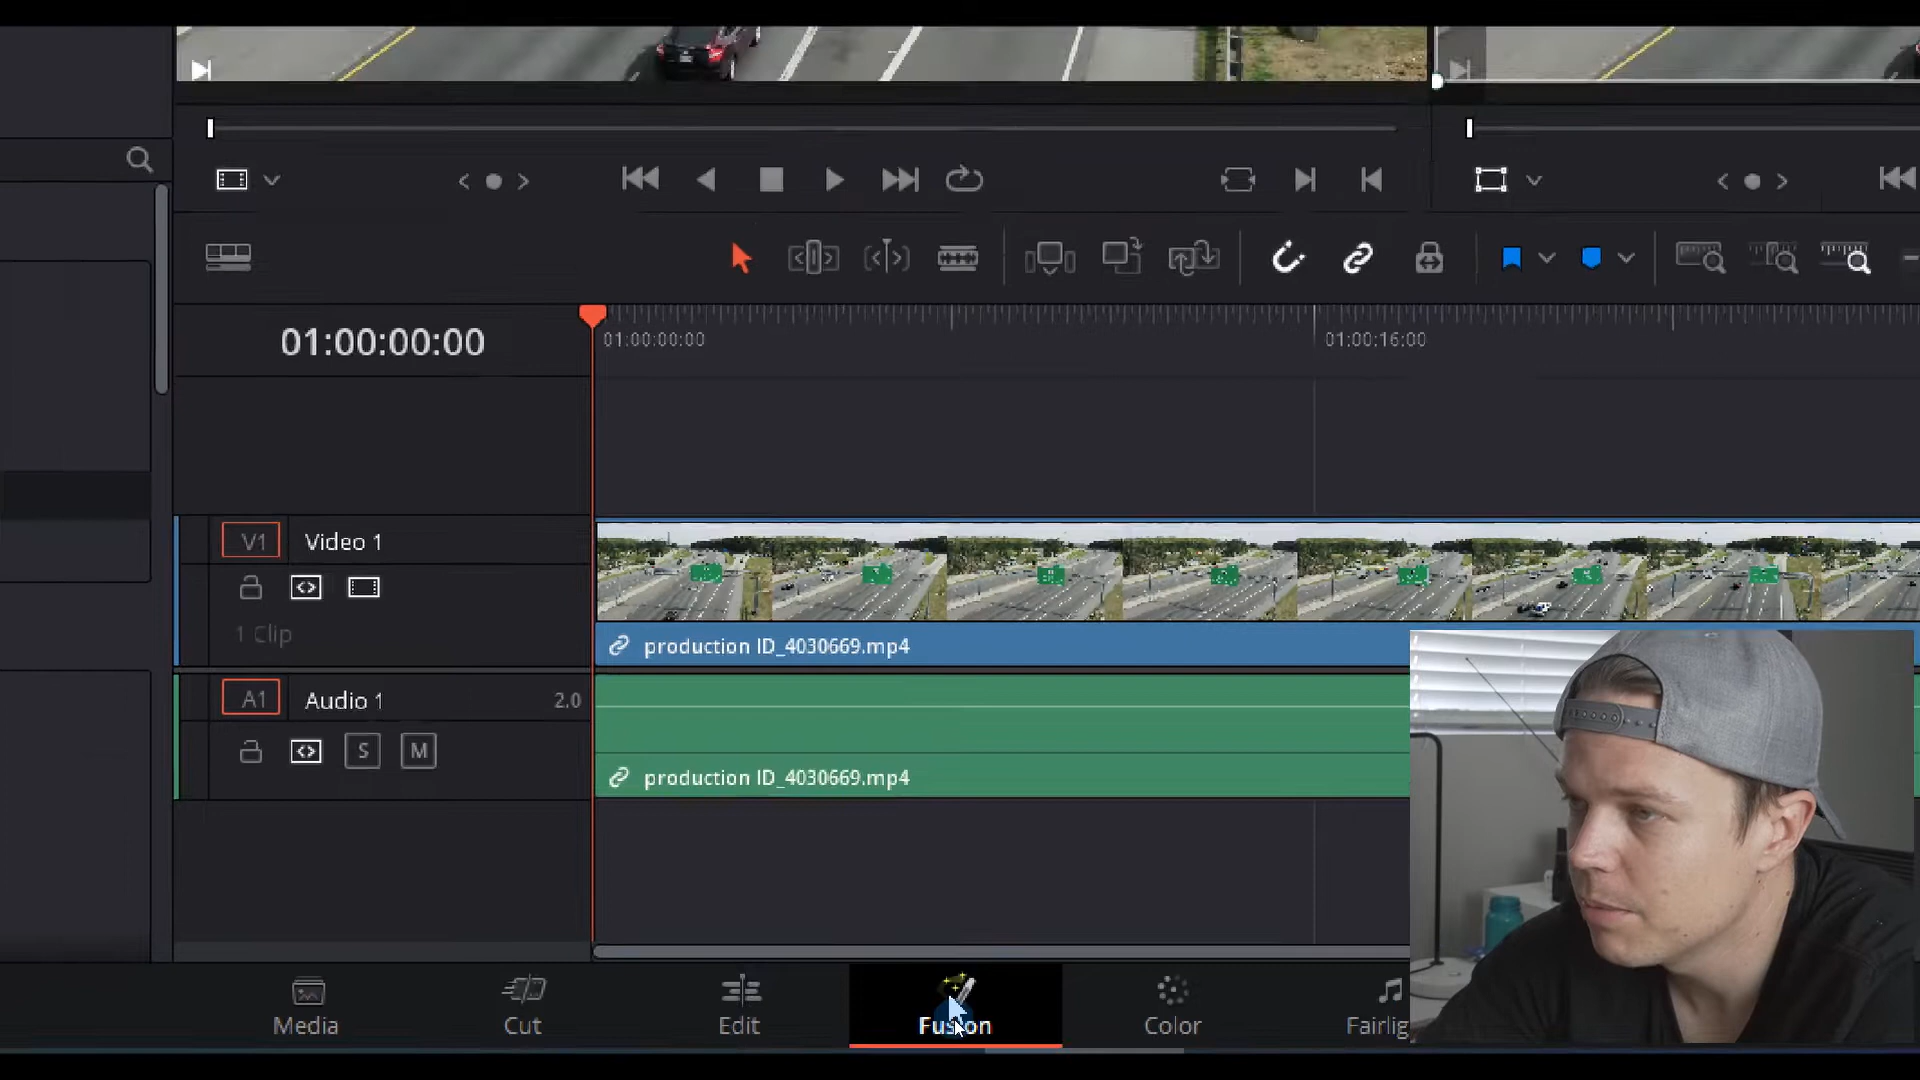 01:00:00:00
01:00:00:00
01:00:16:00
V1 Video 1
1 Clip
production ID_4030669.mp4
A1 Audio 1 2.0
S M
production ID_4030669.mp4
Media Cut Edit Fusion Color Fairlig